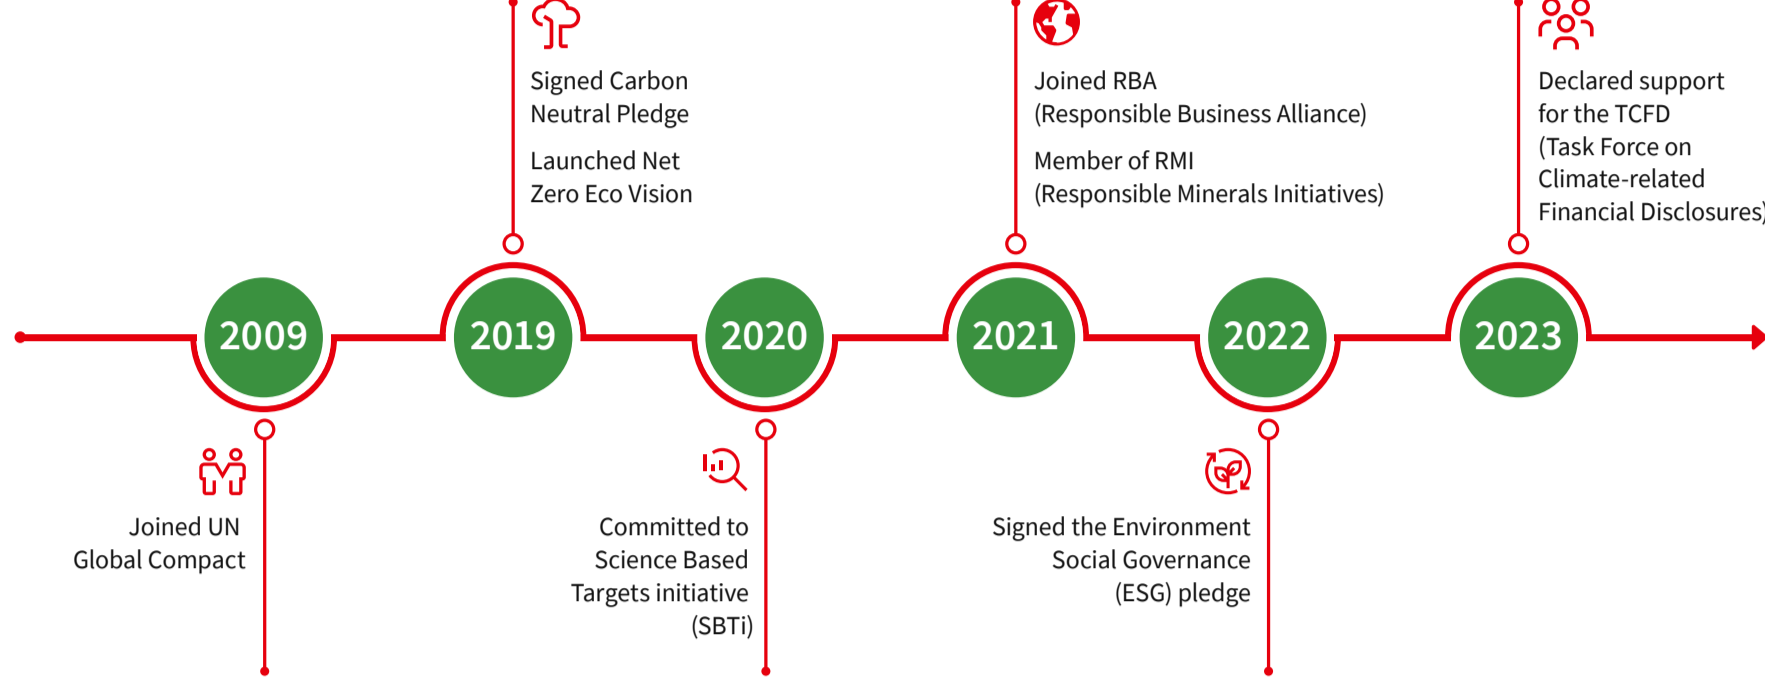 Signed Carbon
Neutral Pledge
Launched Net
Zero Eco Vision
Joined RBA
(Responsible Business Alliance)
Member of RMI
(Responsible Minerals Initiatives)
Declared support
for the TCFD
(Task Force on
Climate-related
Financial Disclosures)
2009
2019
2020
2021
2022
2023
Joined UN
Global Compact
Committed to
Science Based
Targets initiative
(SBTi)
Signed the Environment
Social Governance
(ESG) pledge